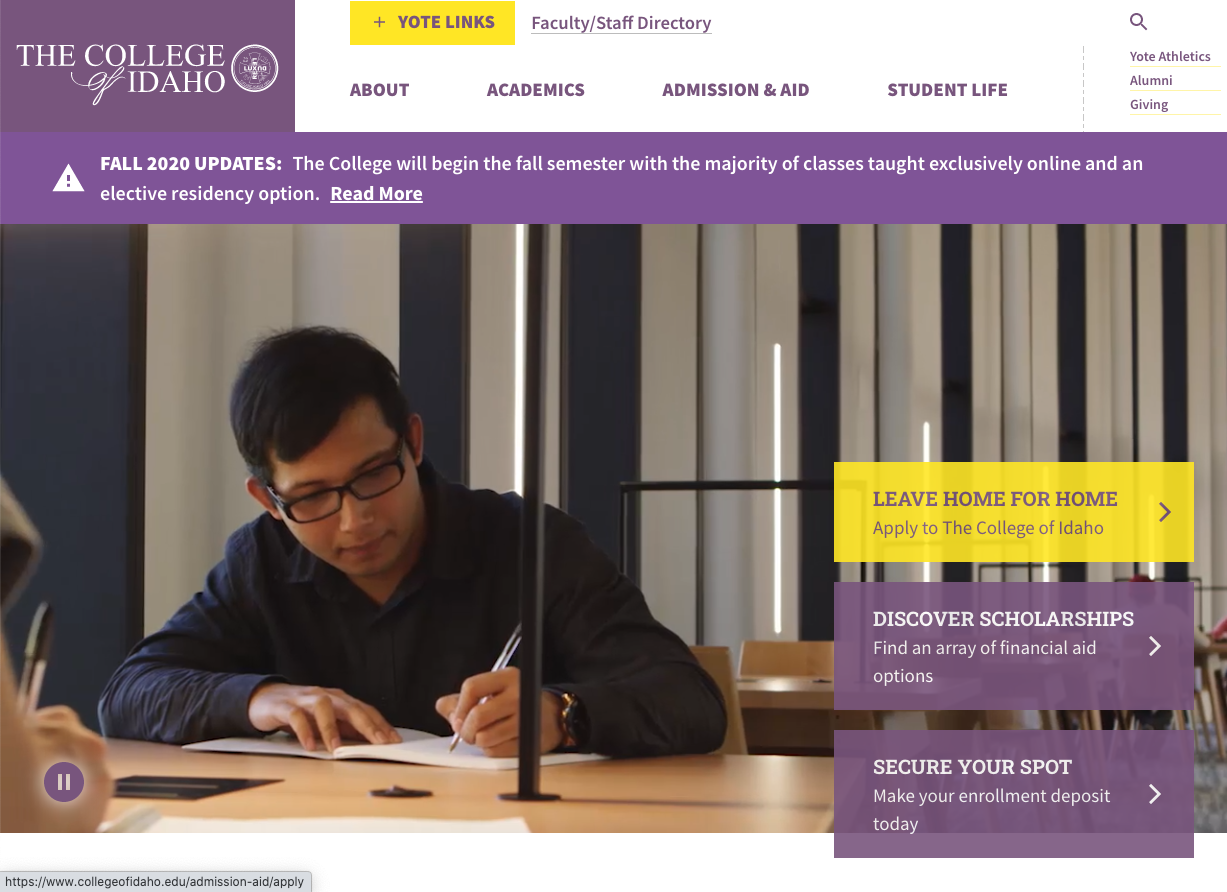 THE COLLEGE
of IDAHO
+ YOTE LINKS
Faculty/Staff Directory
ABOUT
ACADEMICS
ADMISSION & AID
STUDENT LIFE
Yote Athletics
Alumni
Giving
FALL 2020 UPDATES: The College will begin the fall semester with the majority of classes taught exclusively online and an
elective residency option. Read More
LEAVE HOME FOR HOME
Apply to The College of Idaho
DISCOVER SCHOLARSHIPS
Find an array of financial aid
options
SECURE YOUR SPOT
Make your enrollment deposit
today
https://www.collegeofidaho.edu/admission-aid/apply